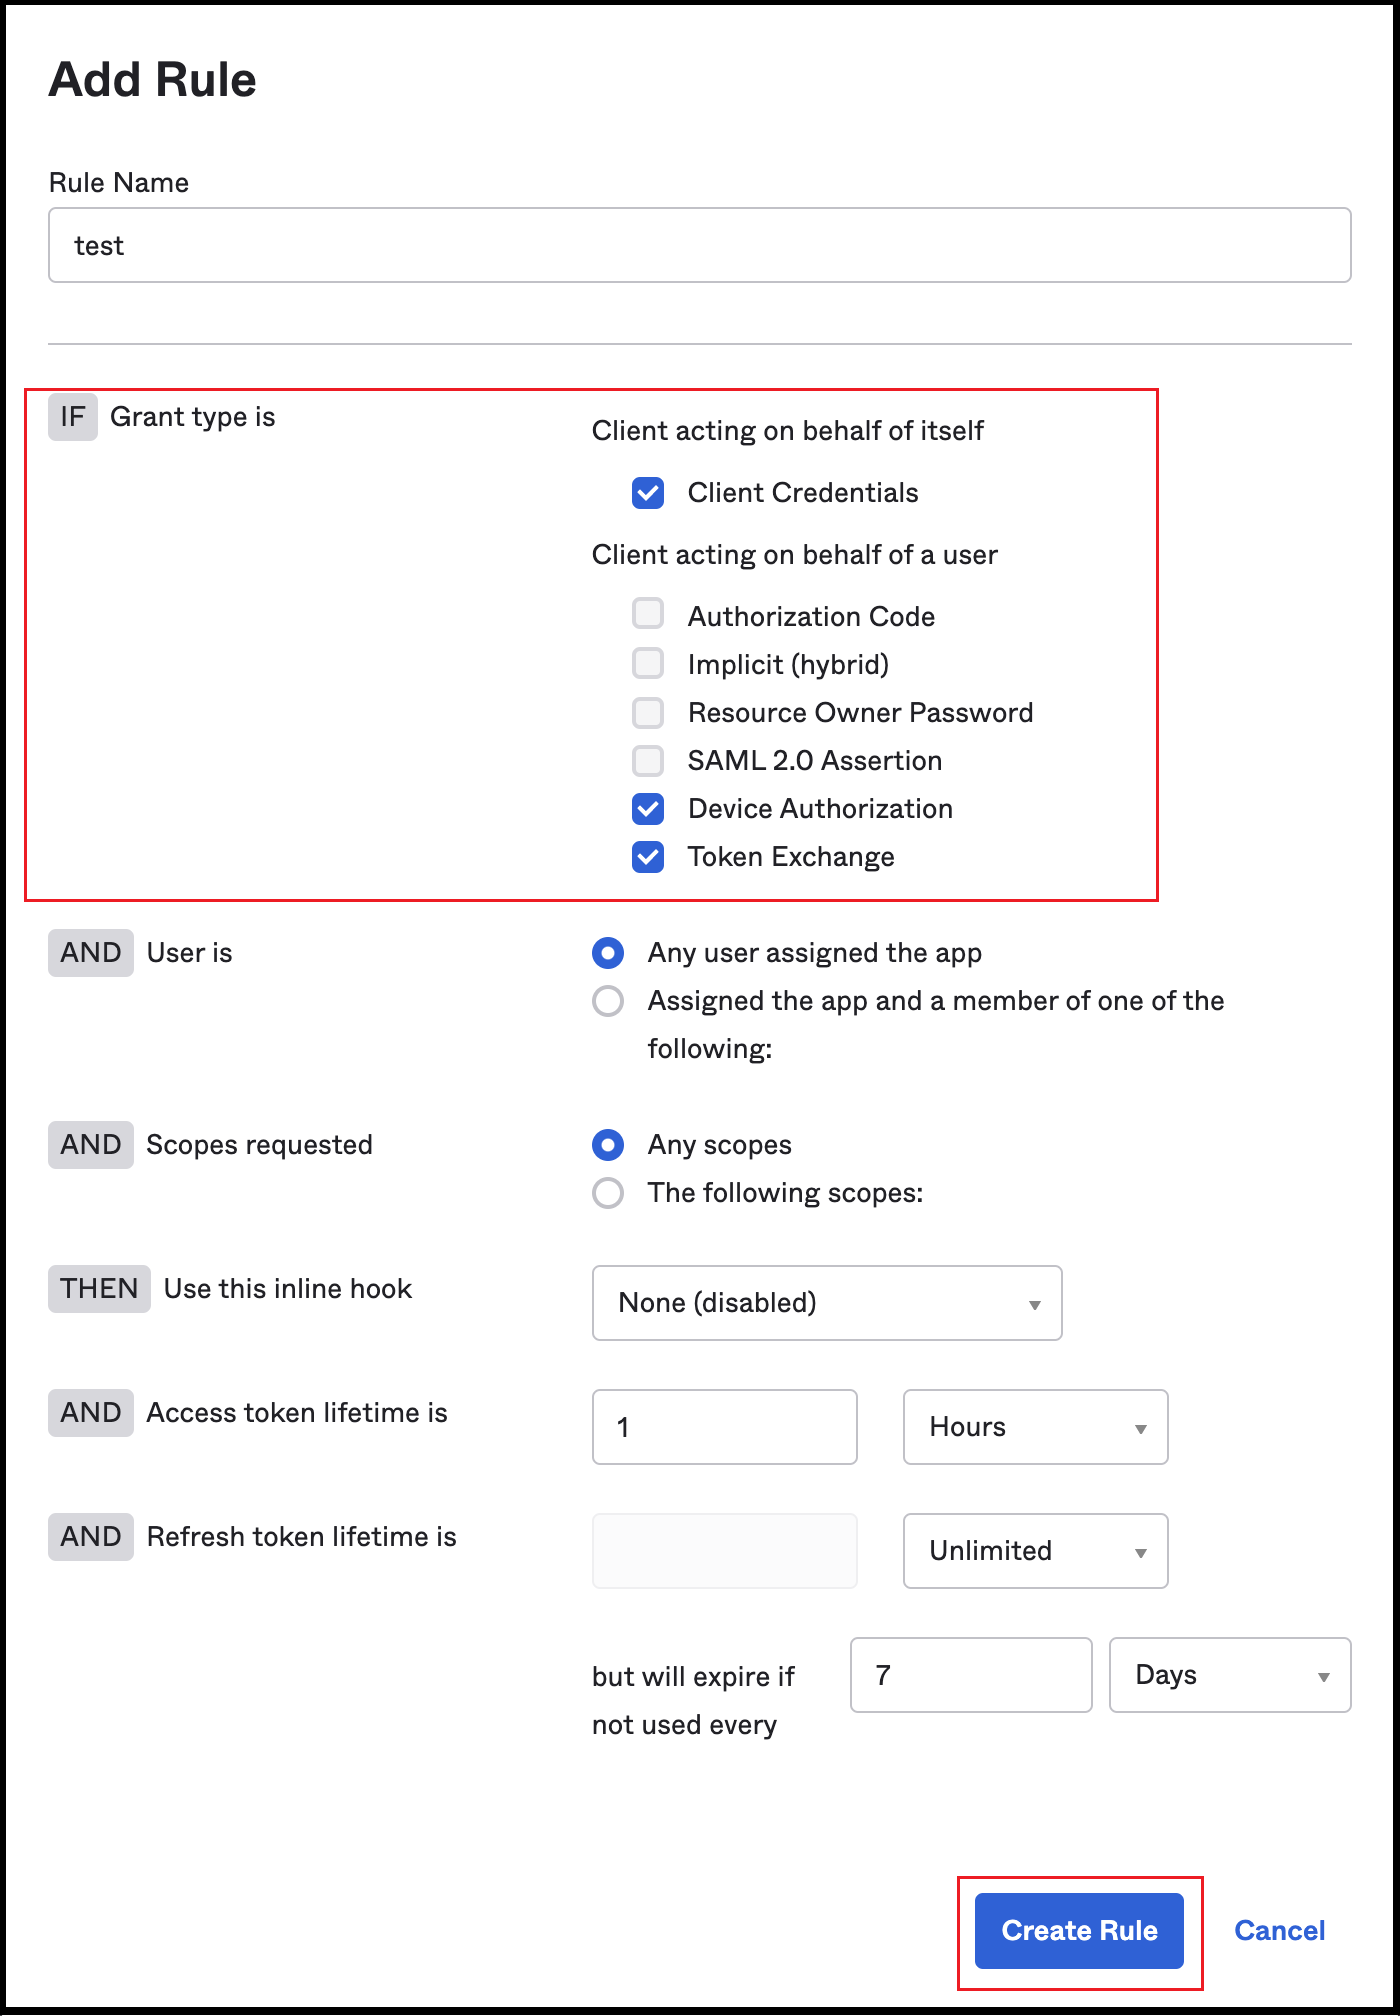 Add Rule
Rule Name
test
IF Grant type is
Client acting on behalf of itself
Client Credentials
Client acting on behalf of a user
Authorization Code
Implicit (hybrid)
Resource Owner Password
SAML 2.0 Assertion
Device Authorization
Token Exchange
AND User is
Any user assigned the app
Assigned the app and a member of one of the
following:
AND Scopes requested
Any scopes
The following scopes:
THEN Use this inline hook
None (disabled)
AND Access token lifetime is
1 Hours
AND Refresh token lifetime is
Unlimited
but will expire if
not used every
7 Days
Create Rule Cancel